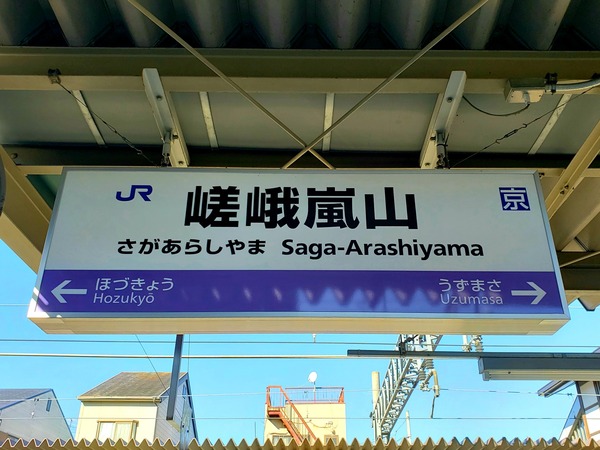 JR 嵯峨嵐山 京
さがあらしやま Saga-Arashiyama
← ほづきょう うずまさ →
Hozukyō Uzumasa